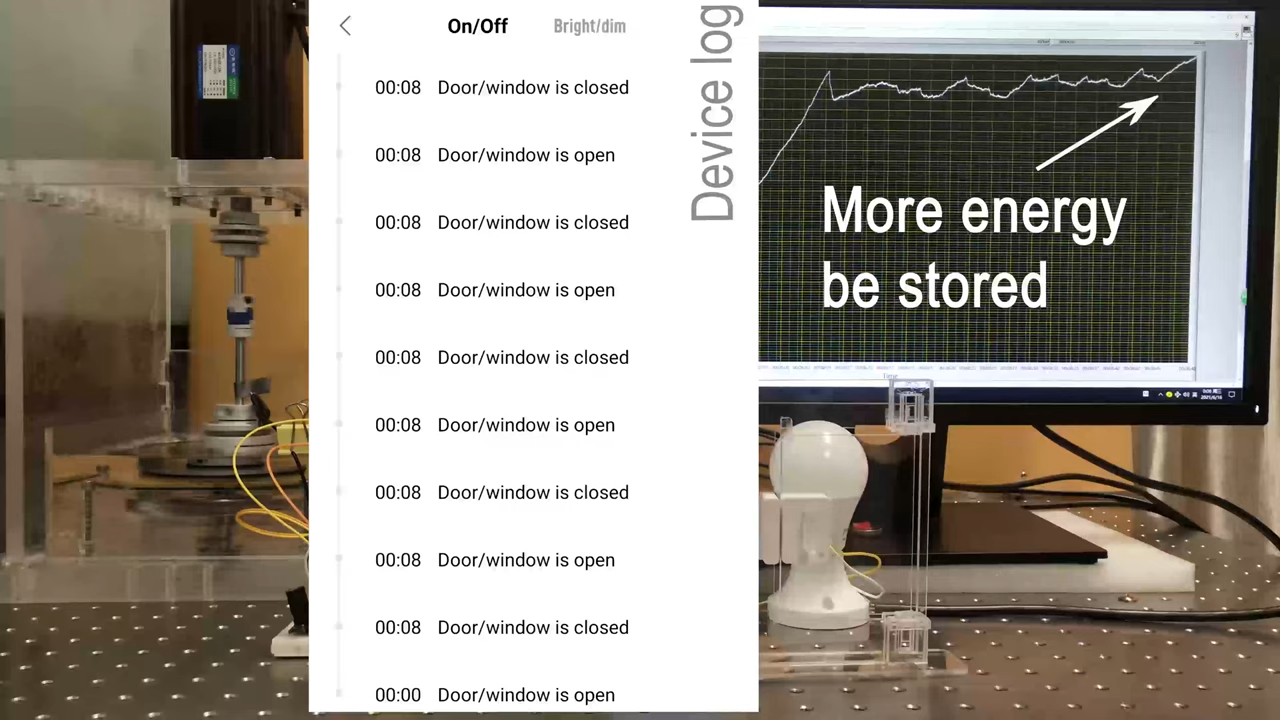 On/Off
Bright/dim
00:08 Door/window is closed
00:08 Door/window is open
00:08 Door/window is closed
00:08 Door/window is open
00:08 Door/window is closed
00:08 Door/window is open
00:08 Door/window is closed
00:08 Door/window is open
00:08 Door/window is closed
00:00 Door/window is open
Device log
More energy
be stored
Time